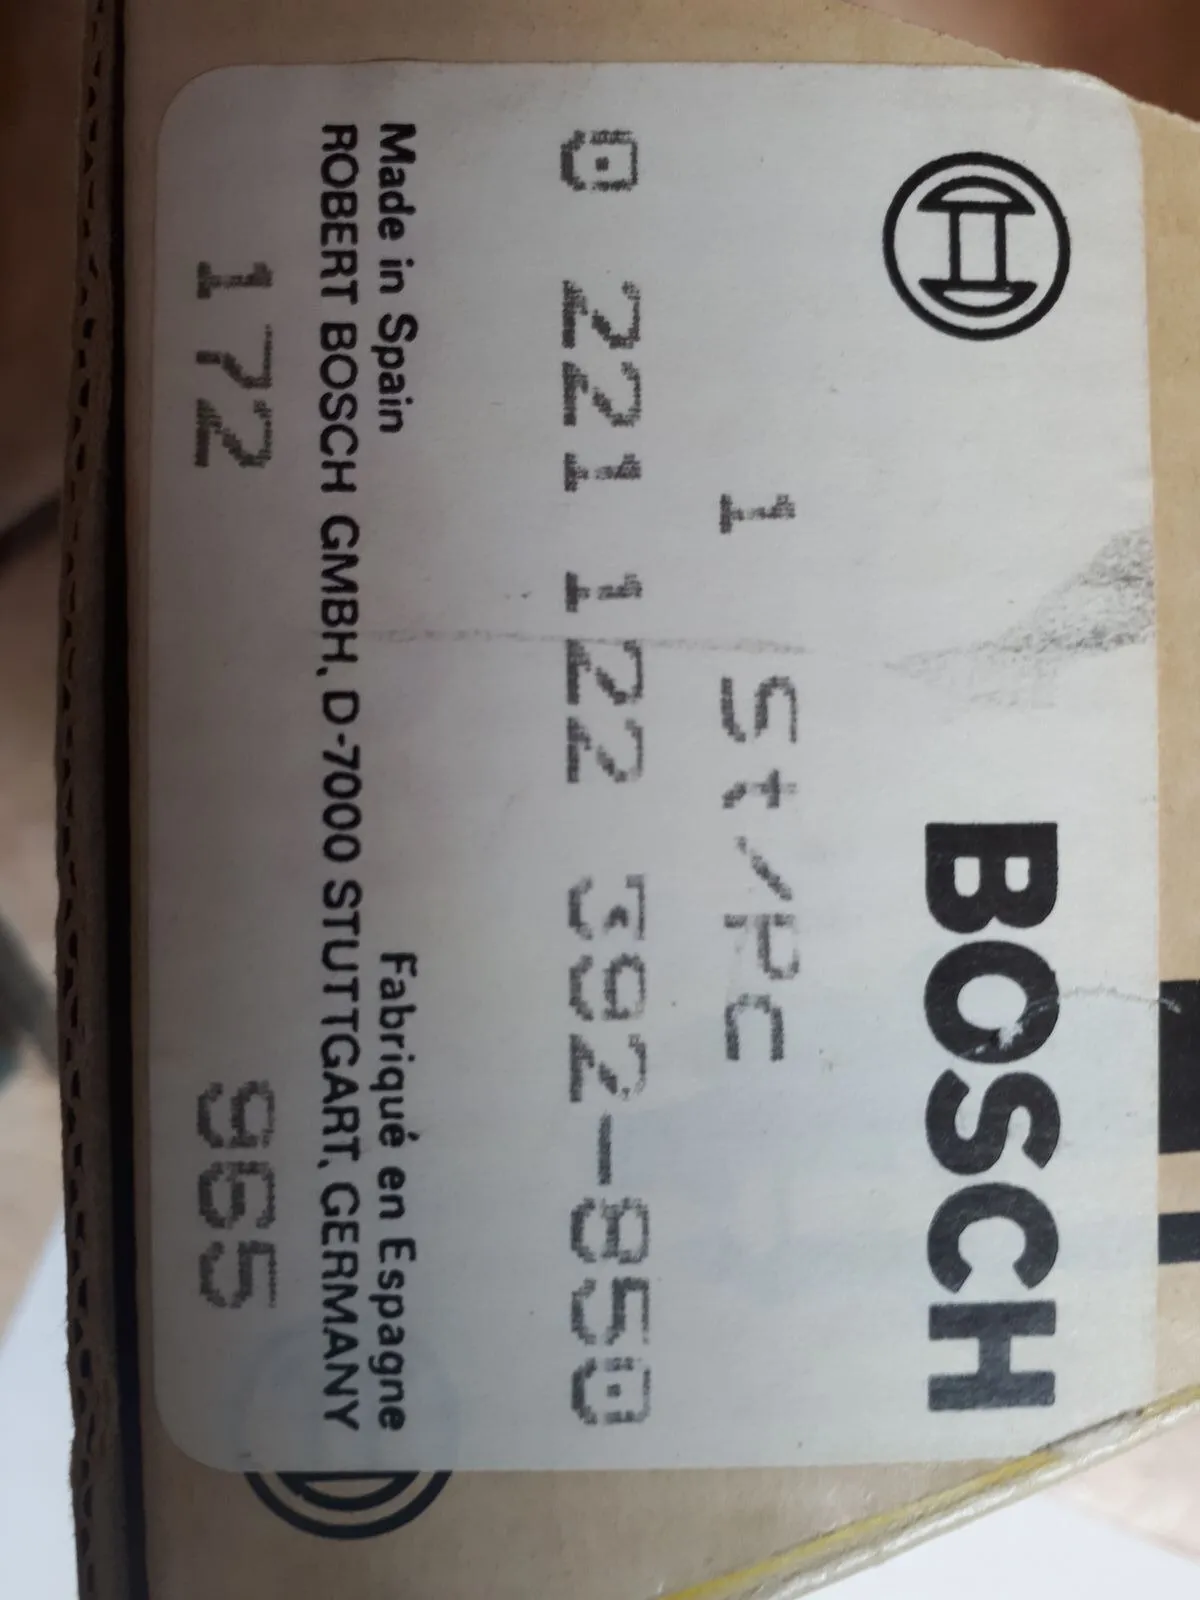 BOSCH
1 St/PC
0 221 122 392-850
Made in Spain Fabriqué en Espagne
ROBERT BOSCH GMBH, D-7000 STUTTGART, GERMANY
172 965